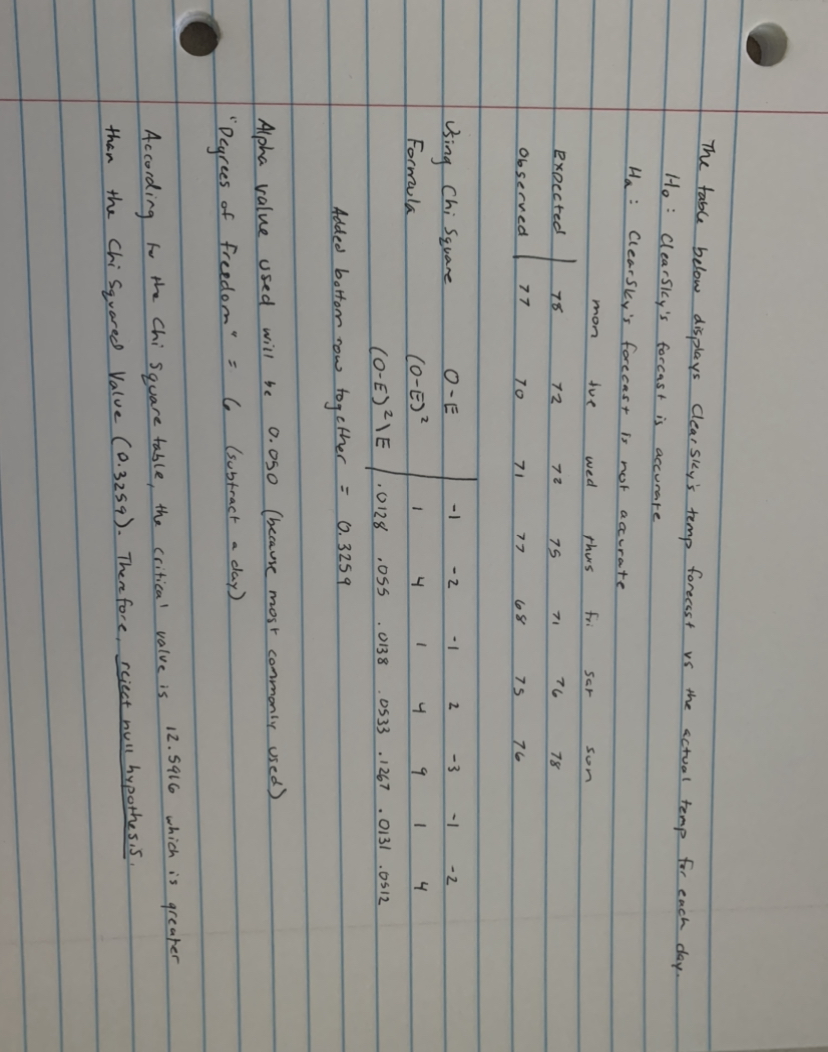 The table below displays ClearSky's temp forecast vs the actual temp for each day.
H0: ClearSky's forcast is accurate
Ha: ClearSky's forecast is not accurate
mon tue wed thurs fri sat sun
Expected 78 72 72 75 71 76 78
Observed 77 70 71 77 68 75 76
Using Chi Square O-E -1 -2 -1 2 -3 -1 -2
Formula (O-E)² 1 4 1 4 9 1 4
(O-E)²\E .0128 .055 .0138 .0533 .1267 .0131 .0512
Added bottom row together = 0.3259
Alpha value used will be 0.050 (because most commonly used)
"Degrees of freedom" = 6 (subtract a day)
According to the Chi Square table, the critical value is 12.5916 which is greater
than the Chi Squared Value (0.3259). Therefore, reject null hypothesis.